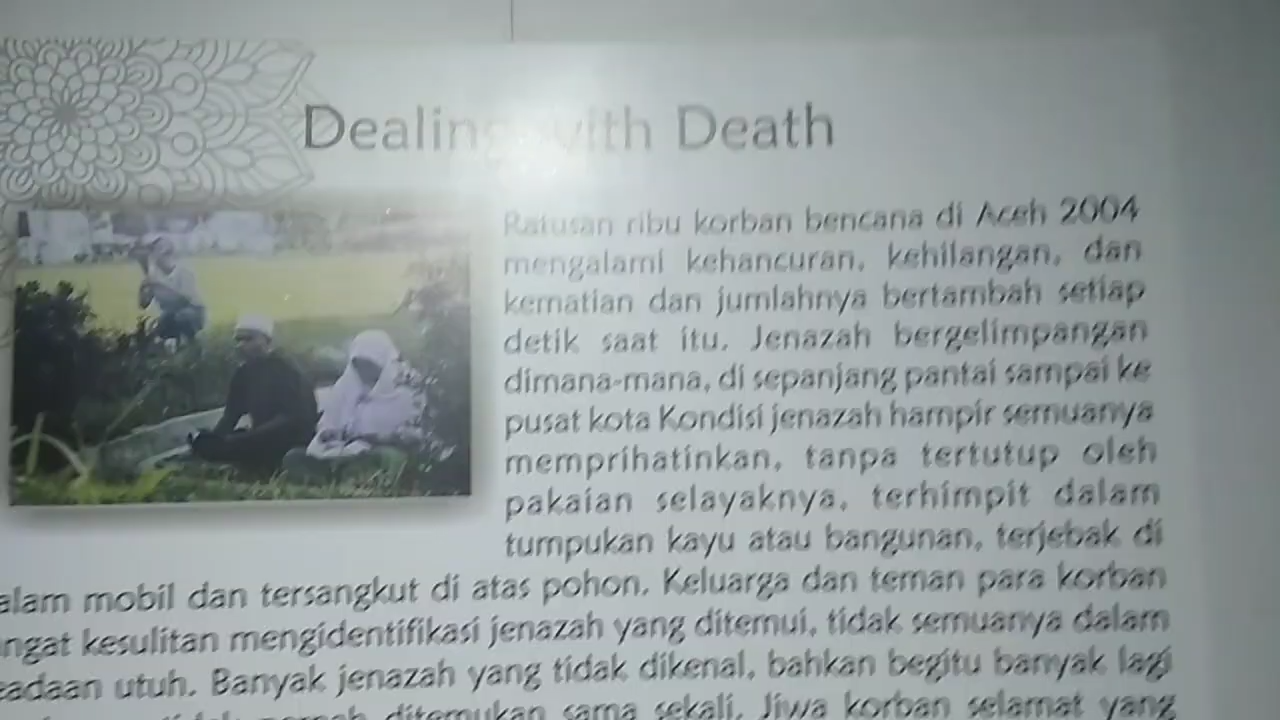 Dealing with Death
Ratusan ribu korban bencana di Aceh 2004
mengalami kehancuran, kehilangan, dan
kematian dan jumlahnya bertambah setiap
detik saat itu. Jenazah bergelimpangan
dimana-mana, di sepanjang pantai sampai ke
pusat kota Kondisi jenazah hampir semuanya
memprihatinkan, tanpa tertutup oleh
pakaian selayaknya, terhimpit dalam
tumpukan kayu atau bangunan, terjebak di
alam mobil dan tersangkut di atas pohon. Keluarga dan teman para korban
ngat kesulitan mengidentifikasi jenazah yang ditemui, tidak semuanya dalam
eadaan utuh. Banyak jenazah yang tidak dikenal, bahkan begitu banyak lagi
ditemukan sama sekali. Jiwa korban selamat yang